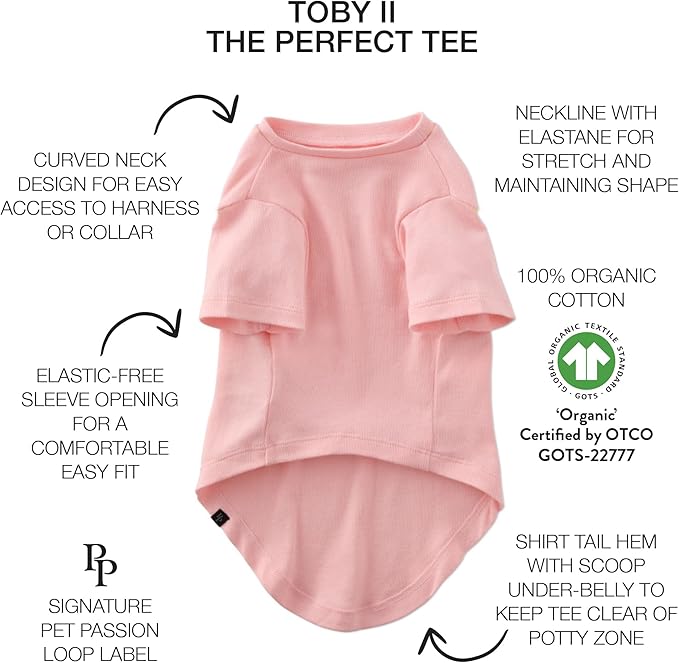 TOBY II
THE PERFECT TEE
CURVED NECK
DESIGN FOR EASY
ACCESS TO HARNESS
OR COLLAR
NECKLINE WITH
ELASTANE FOR
STRETCH AND
MAINTAINING SHAPE
100% ORGANIC
COTTON
GLOBAL ORGANIC TEXTILE STANDARD
· GOTS ·
‘Organic’
Certified by OTCO
GOTS-22777
ELASTIC-FREE
SLEEVE OPENING
FOR A
COMFORTABLE
EASY FIT
PP
PP
SIGNATURE
PET PASSION
LOOP LABEL
SHIRT TAIL HEM
WITH SCOOP
UNDER-BELLY TO
KEEP TEE CLEAR OF
POTTY ZONE